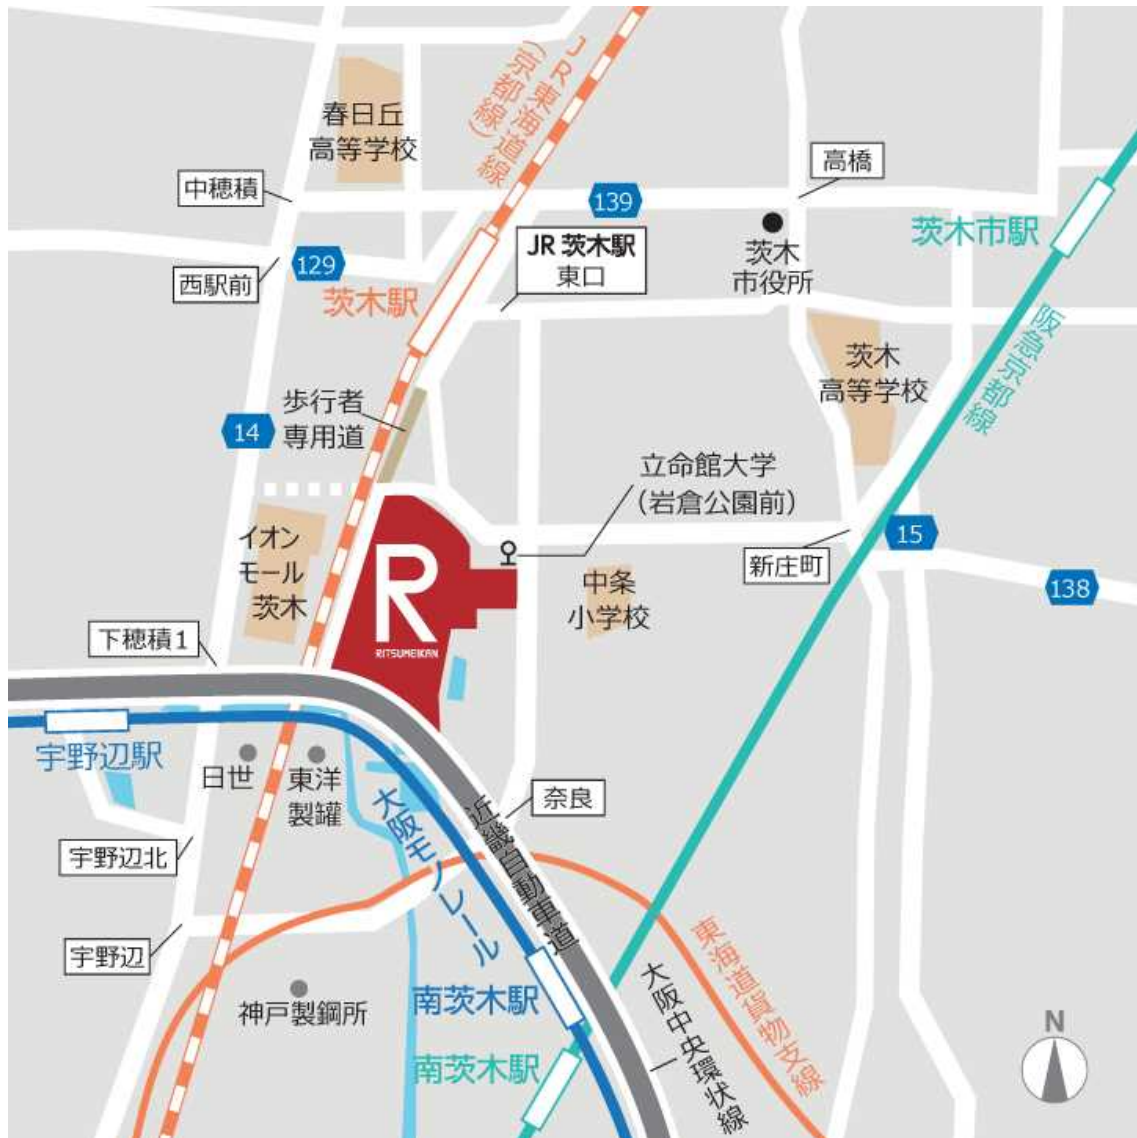 JR東海道線
(京都線)
春日丘
高等学校
高橋
中穂積
139
茨木市駅
JR 茨木駅
東口
茨木
市役所
129
西駅前
茨木駅
阪急京都線
茨木
高等学校
歩行者
専用道
14
立命館大学
(岩倉公園前)
イオン
モール
茨木
R
RITSUMEIKAN
15
新庄町
中条
小学校
138
下穂積1
宇野辺駅
日世
東洋
製罐
奈良
大阪モノレール
近畿自動車道
宇野辺北
宇野辺
東海道貨物支線
神戸製鋼所
南茨木駅
大阪中央環状線
南茨木駅
N